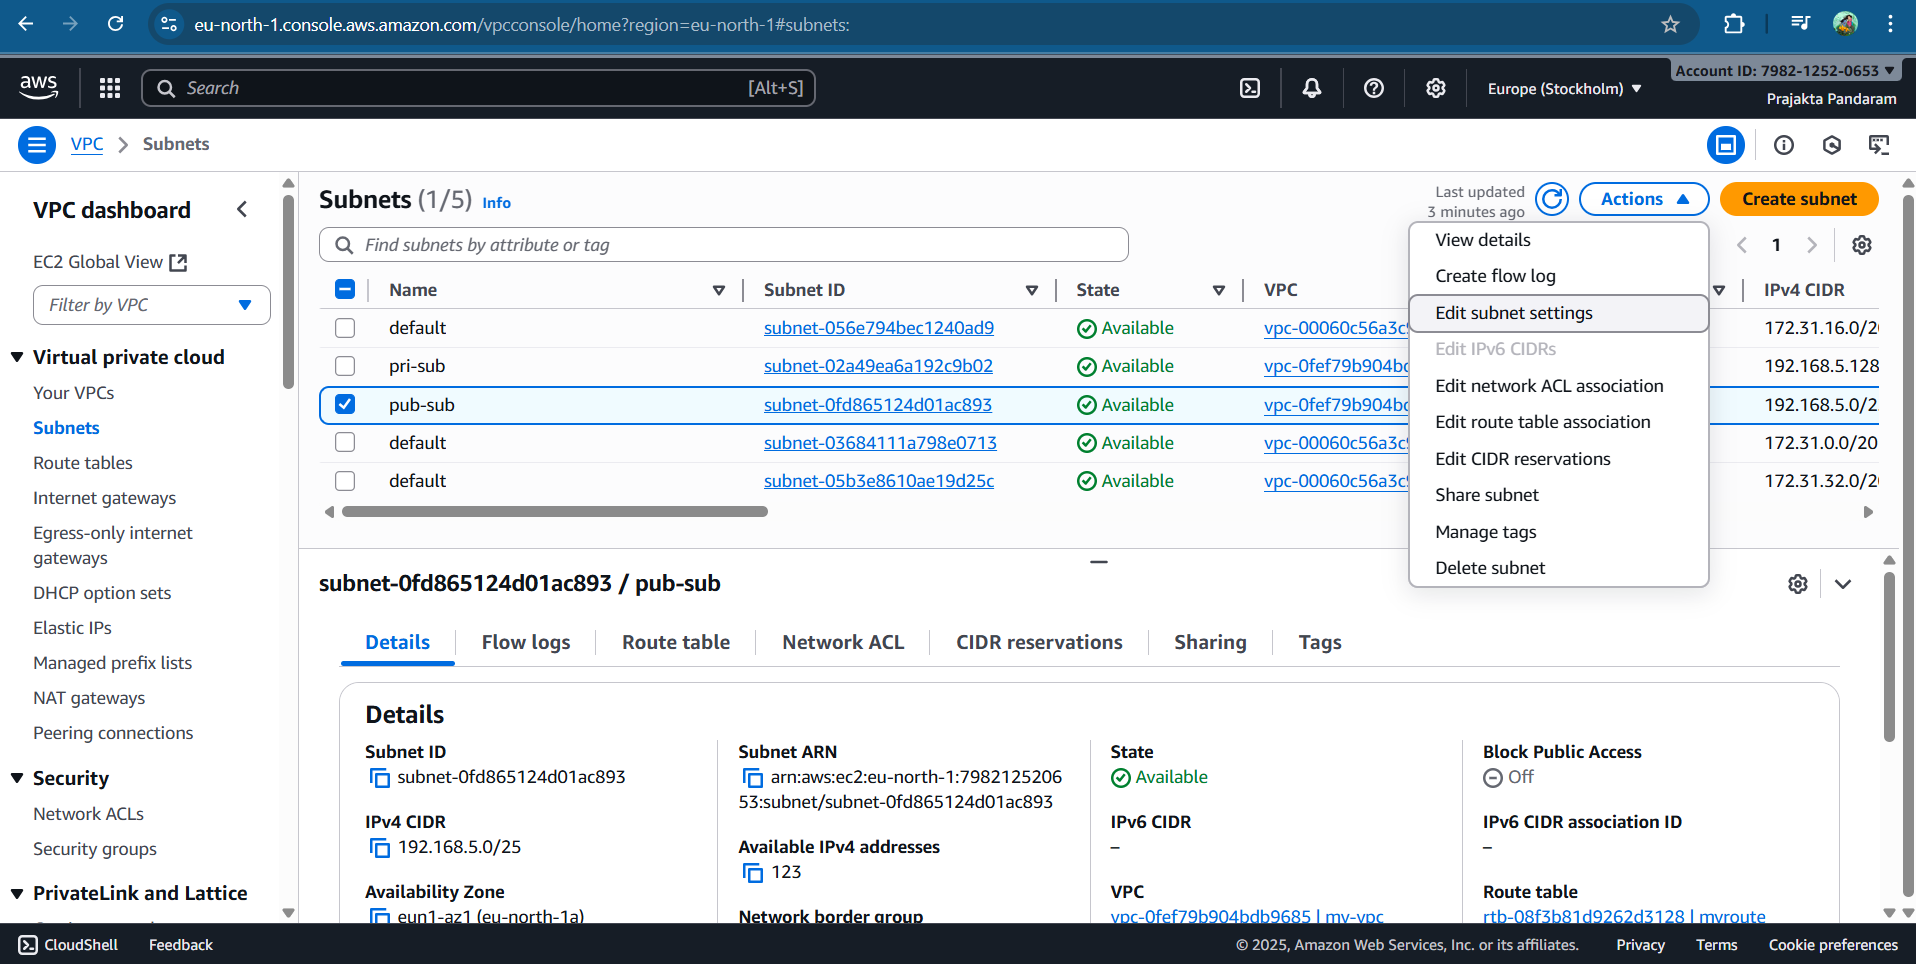 eu-north-1.console.aws.amazon.com/vpcconsole/home?region=eu-north-1#subnets:
aws
Search
[Alt+S]
Europe (Stockholm)
Account ID: 7982-1252-0653
Prajakta Pandaram
VPC
Subnets
VPC dashboard
EC2 Global View
Filter by VPC
Virtual private cloud
Your VPCs
Subnets
Route tables
Internet gateways
Egress-only internet
gateways
DHCP option sets
Elastic IPs
Managed prefix lists
NAT gateways
Peering connections
Security
Network ACLs
Security groups
PrivateLink and Lattice
Subnets (1/5) Info
Last updated
3 minutes ago
Actions
Create subnet
Find subnets by attribute or tag
1
View details
Create flow log
Edit subnet settings
Edit IPv6 CIDRs
Edit network ACL association
Edit route table association
Edit CIDR reservations
Share subnet
Manage tags
Delete subnet
Name Subnet ID State VPC IPv4 CIDR
default subnet-056e794bec1240ad9 Available vpc-00060c56a3c 172.31.16.0/2
pri-sub subnet-02a49ea6a192c9b02 Available vpc-0fef79b904b 192.168.5.128
pub-sub subnet-0fd865124d01ac893 Available vpc-0fef79b904b 192.168.5.0/2
default subnet-03684111a798e0713 Available vpc-00060c56a3c 172.31.0.0/20
default subnet-05b3e8610ae19d25c Available vpc-00060c56a3c 172.31.32.0/2
subnet-0fd865124d01ac893 / pub-sub
Details Flow logs Route table Network ACL CIDR reservations Sharing Tags
Details
Subnet ID
subnet-0fd865124d01ac893
IPv4 CIDR
192.168.5.0/25
Availability Zone
eun1-az1 (eu-north-1a)
Subnet ARN
arn:aws:ec2:eu-north-1:7982125206
53:subnet/subnet-0fd865124d01ac893
Available IPv4 addresses
123
Network border group
State
Available
IPv6 CIDR
–
VPC
vpc-0fef79b904bdb9685 | my-vpc
Block Public Access
Off
IPv6 CIDR association ID
–
Route table
rtb-08f3b81d9262d3128 | myroute
CloudShell
Feedback
© 2025, Amazon Web Services, Inc. or its affiliates.
Privacy
Terms
Cookie preferences